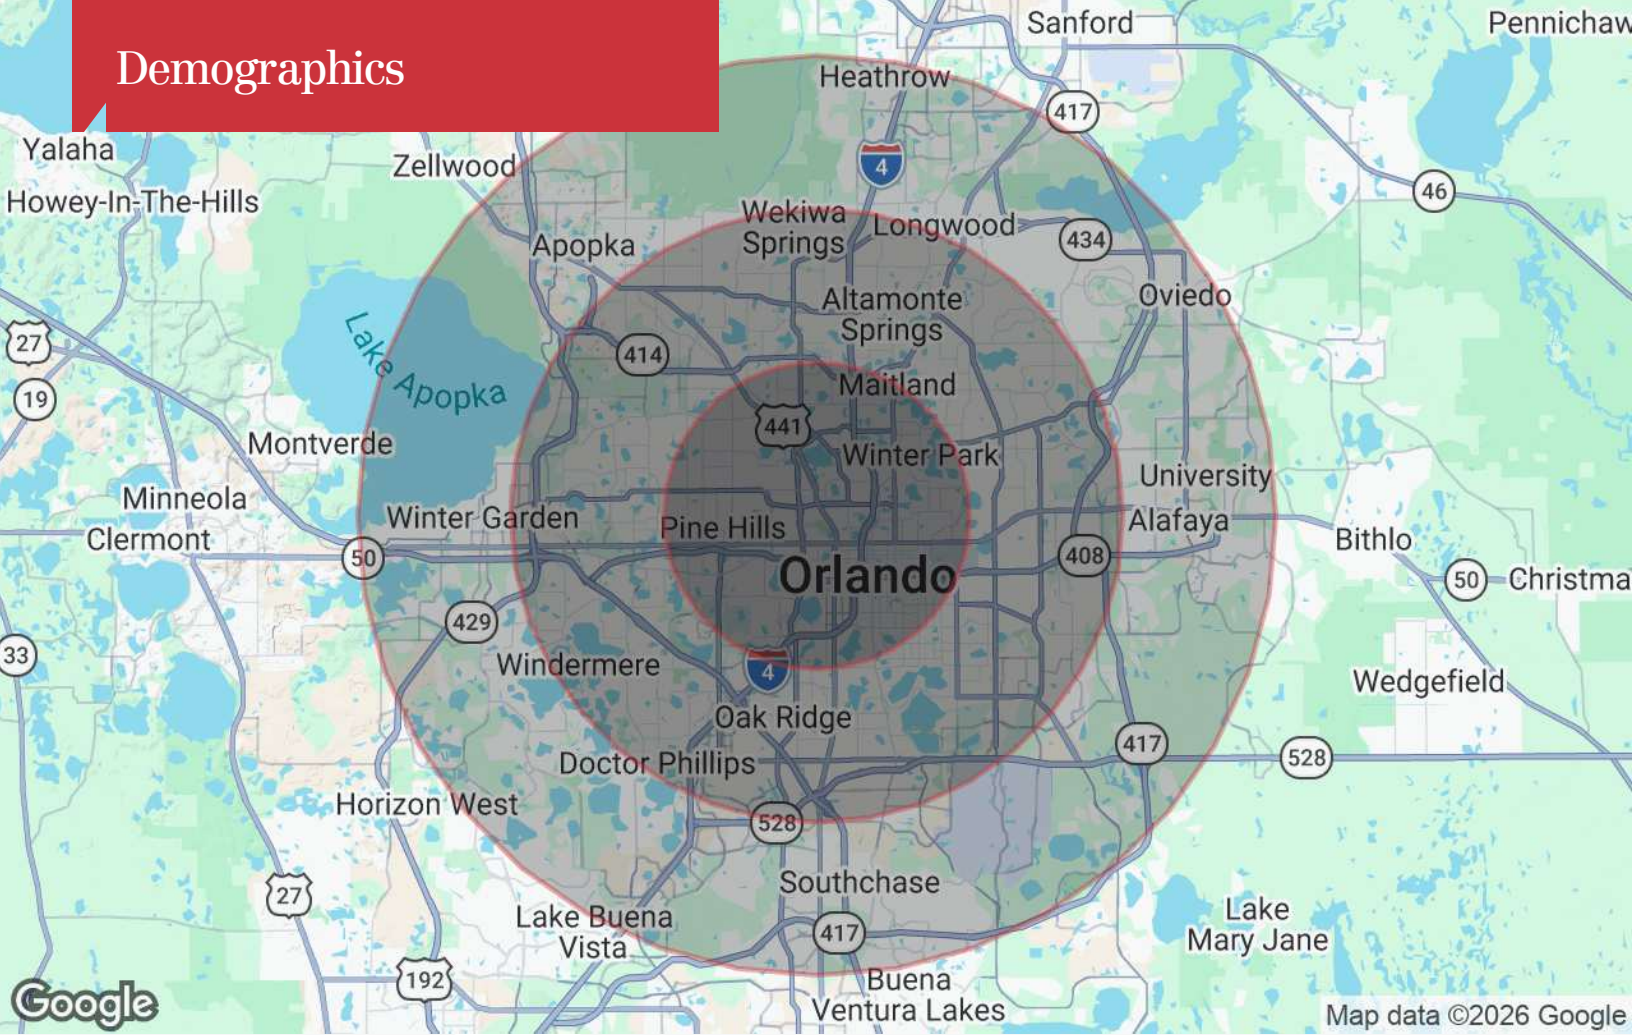 Demographics
Sanford
Pennichaw
Heathrow
417
Yalaha
Zellwood
4
46
Howey-In-The-Hills
Wekiwa
Springs
Longwood
434
Apopka
Altamonte
Springs
Oviedo
27
414
Lake Apopka
Maitland
19
441
Montverde
Winter Park
University
Minneola
Winter Garden
Pine Hills
Alafaya
Clermont
50
408
Bithlo
Orlando
50
Christma
429
33
Windermere
4
Wedgefield
Oak Ridge
Doctor Phillips
417
528
Horizon West
528
Southchase
27
Lake Buena
Vista
417
Lake
Mary Jane
192
Buena
Ventura Lakes
Google
Map data ©2026 Google